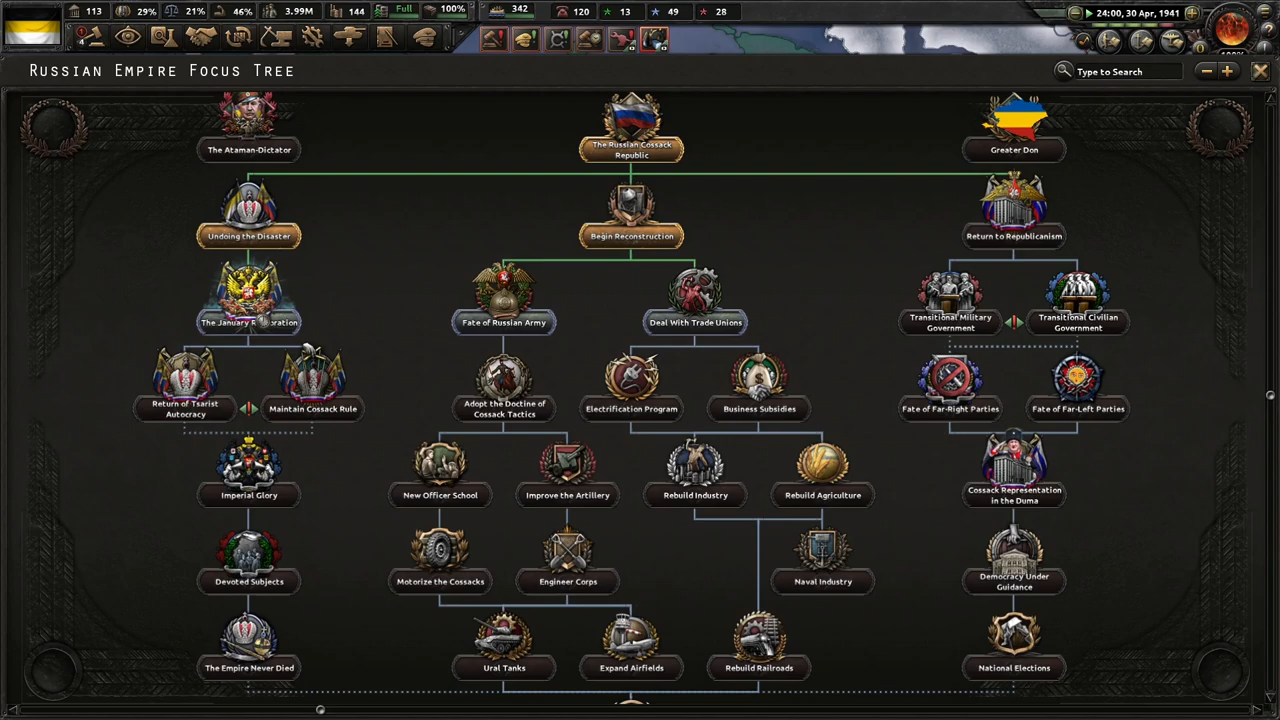 113 29% 21% 46% 3.99M 144 Full 100% 342 120 13 49 28 24:00, 30 Apr, 1941
4 0
Russian Empire Focus Tree
Type to Search
The Ataman-Dictator
The Russian Cossack
Republic
Greater Don
Undoing the Disaster
Begin Reconstruction
Return to Republicanism
The January Restoration
Fate of Russian Army
Deal With Trade Unions
Transitional Military
Government
Transitional Civilian
Government
Return of Tsarist
Autocracy
Maintain Cossack Rule
Adopt the Doctine of
Cossack Tactics
Electrification Program
Business Subsidies
Fate of Far-Right Parties
Fate of Far-Left Parties
Imperial Glory
New Officer School
Improve the Artillery
Rebuild Industry
Rebuild Agriculture
Cossack Representation
in the Duma
Devoted Subjects
Motorize the Cossacks
Engineer Corps
Naval Industry
Democracy Under
Guidance
The Empire Never Died
Ural Tanks
Expand Airfields
Rebuild Railroads
National Elections